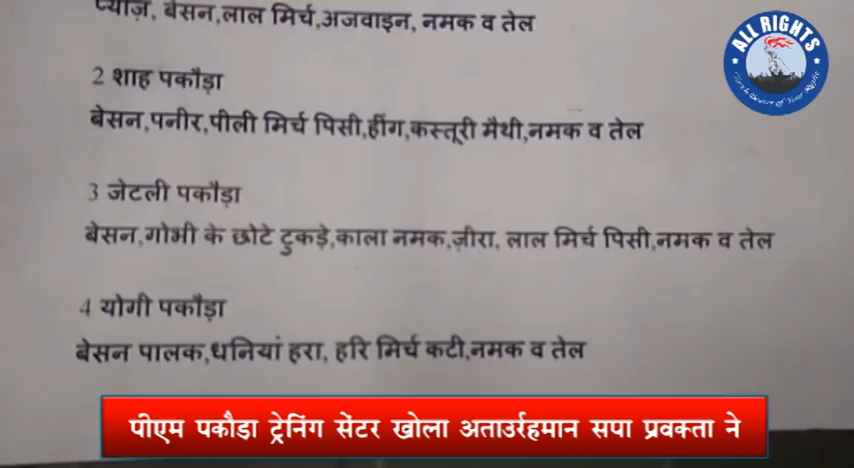 प्याज़, बेसन,लाल मिर्च,अजवाइन, नमक व तेल
ALL RIGHTS
2 शाह पकौड़ा
बेसन,पनीर,पीली मिर्च पिसी,हींग,कस्तूरी मैथी,नमक व तेल
3 जेटली पकौड़ा
बेसन,गोभी के छोटे टुकड़े,काला नमक,ज़ीरा, लाल मिर्च पिसी,नमक व तेल
4 योगी पकौड़ा
बेसन पालक,धनियां हरा, हरि मिर्च कटी,नमक व तेल
पीएम पकौडा ट्रेनिंग सेंटर खोला अताउर्रहमान सपा प्रवक्ता ने